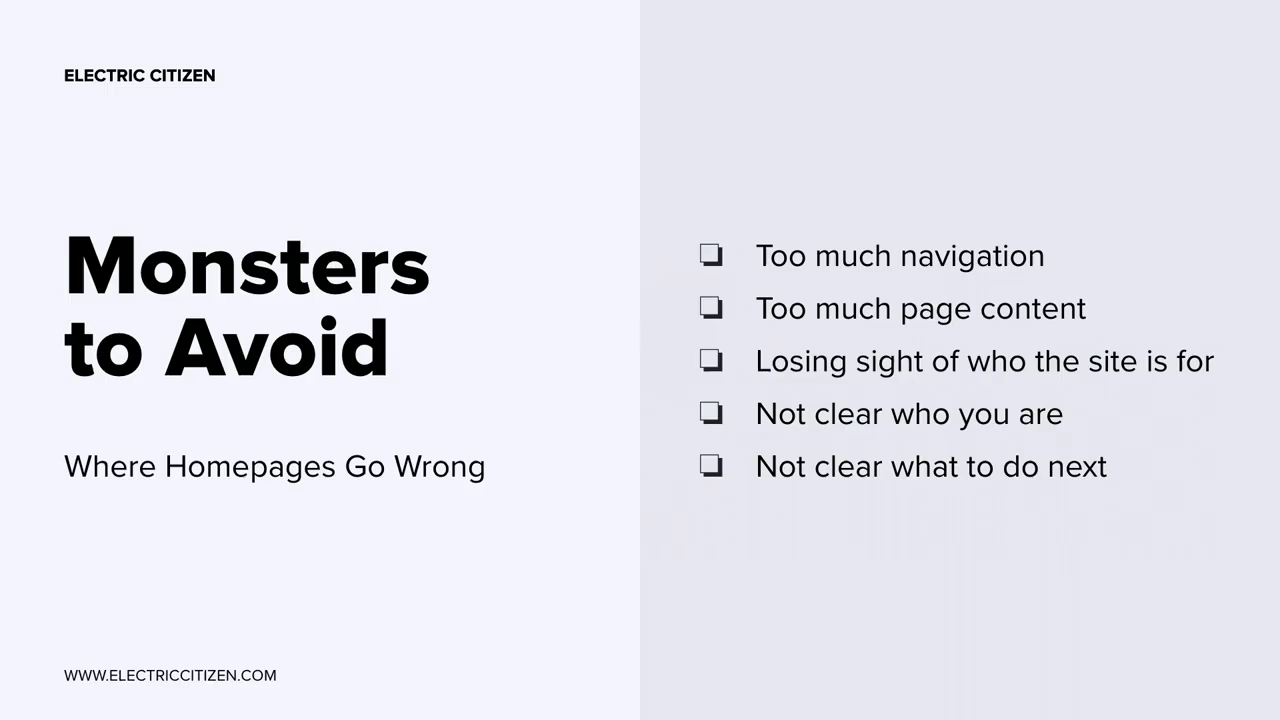 ELECTRIC CITIZEN
Monsters
to Avoid
Where Homepages Go Wrong
WWW.ELECTRICCITIZEN.COM
❏ Too much navigation
❏ Too much page content
❏ Losing sight of who the site is for
❏ Not clear who you are
❏ Not clear what to do next